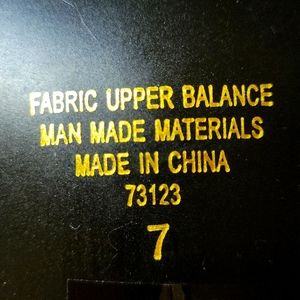 FABRIC UPPER BALANCE
MAN MADE MATERIALS
MADE IN CHINA
73123
7